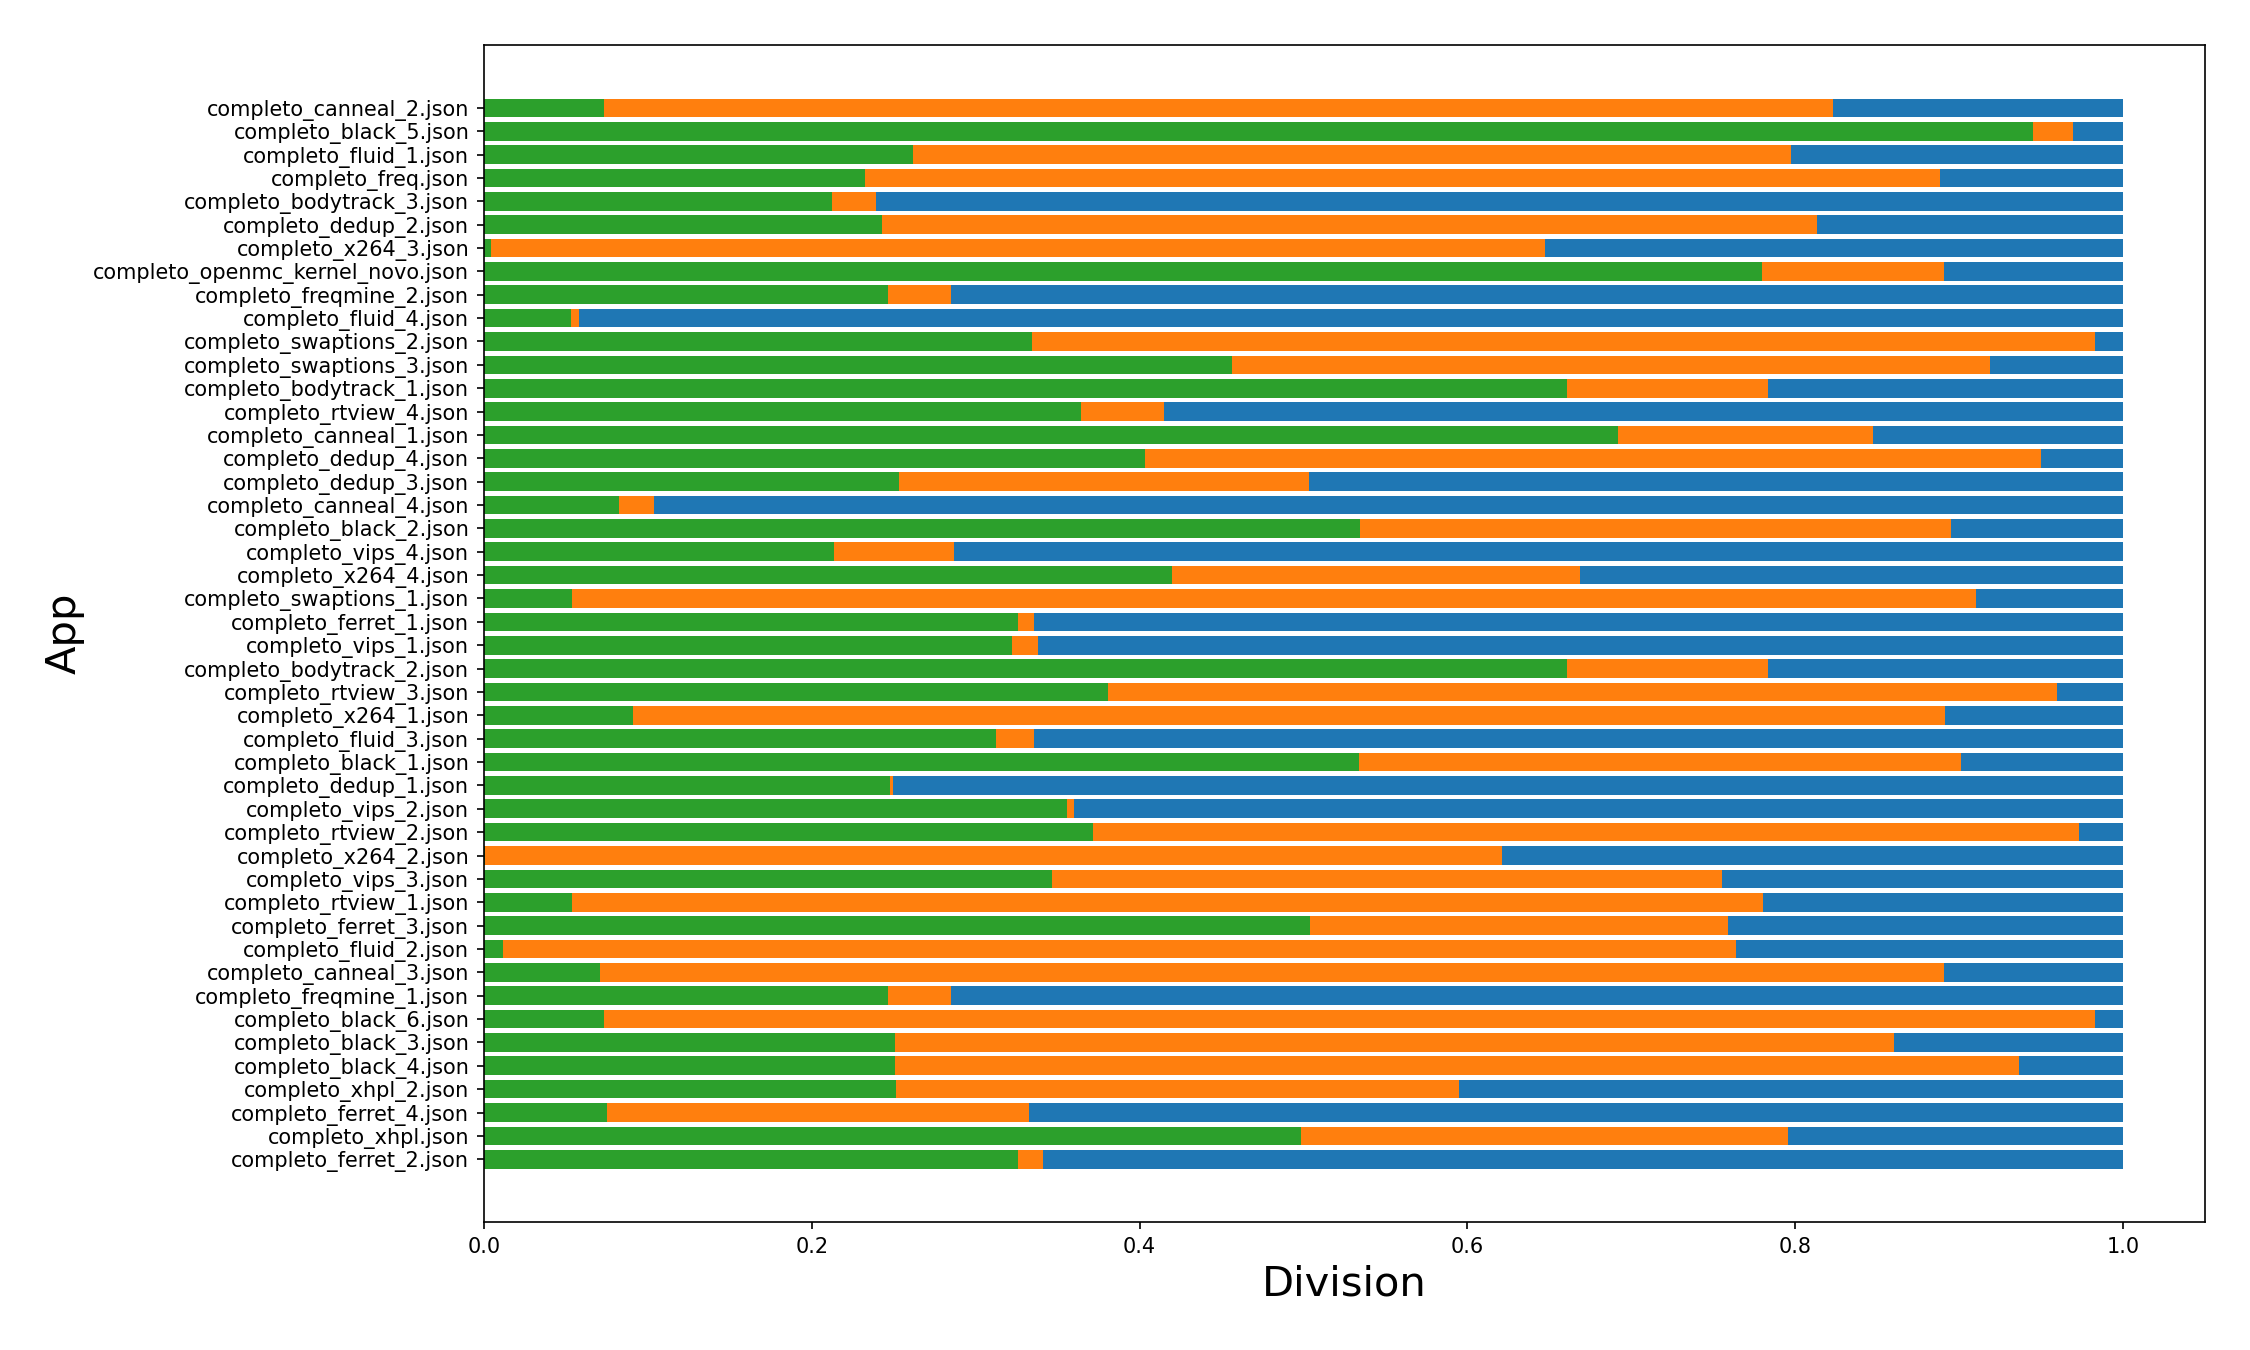 completo_canneal_2.json
completo_black_5.json
completo_fluid_1.json
completo_freq.json
completo_bodytrack_3.json
completo_dedup_2.json
completo_x264_3.json
completo_openmc_kernel_novo.json
completo_freqmine_2.json
completo_fluid_4.json
completo_swaptions_2.json
completo_swaptions_3.json
completo_bodytrack_1.json
completo_rtview_4.json
completo_canneal_1.json
completo_dedup_4.json
completo_dedup_3.json
completo_canneal_4.json
completo_black_2.json
completo_vips_4.json
completo_x264_4.json
completo_swaptions_1.json
completo_ferret_1.json
completo_vips_1.json
completo_bodytrack_2.json
completo_rtview_3.json
completo_x264_1.json
completo_fluid_3.json
completo_black_1.json
completo_dedup_1.json
completo_vips_2.json
completo_rtview_2.json
completo_x264_2.json
completo_vips_3.json
completo_rtview_1.json
completo_ferret_3.json
completo_fluid_2.json
completo_canneal_3.json
completo_freqmine_1.json
completo_black_6.json
completo_black_3.json
completo_black_4.json
completo_xhpl_2.json
completo_ferret_4.json
completo_xhpl.json
completo_ferret_2.json
App
0.0 0.2 0.4 0.6 0.8 1.0
Division